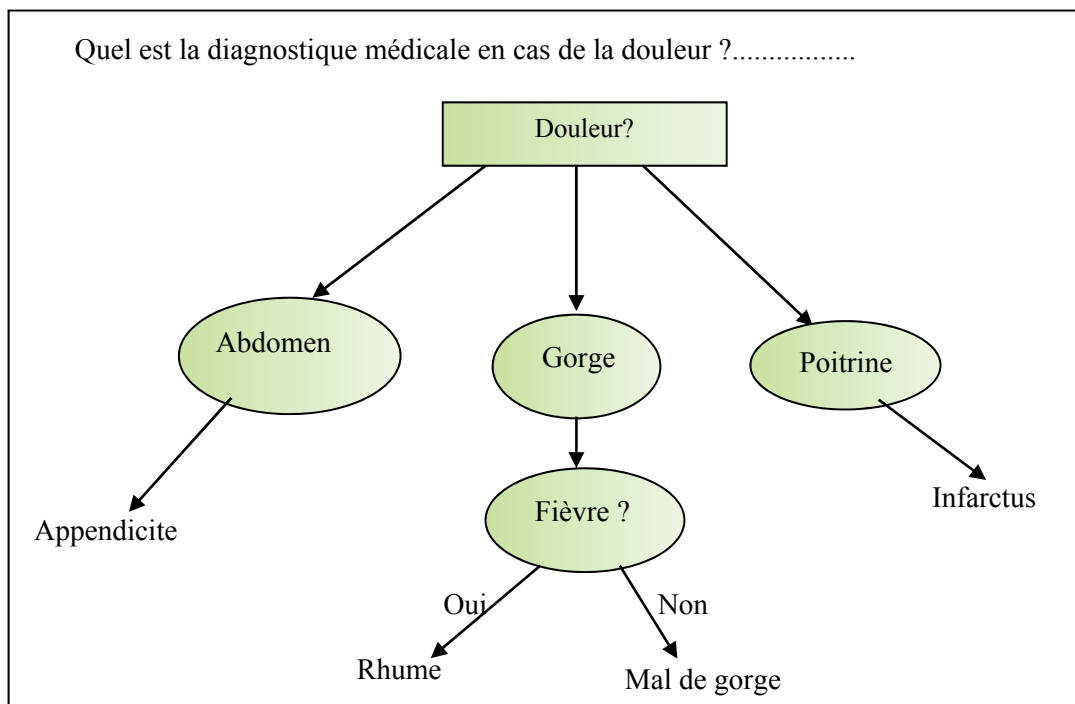 Quel est la diagnostique médicale en cas de la douleur ?.................
Douleur?
Abdomen
Gorge
Poitrine
Fièvre ?
Infarctus
Appendicite
Oui
Non
Rhume
Mal de gorge